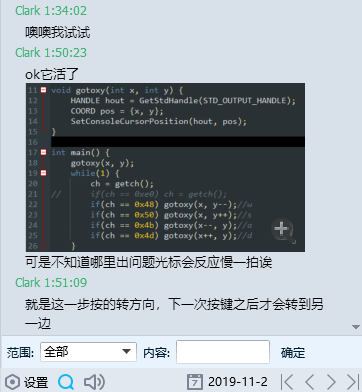 Clark 1:34:02
噢噢我试试
Clark 1:50:23
ok它活了
11 void gotoxy(int x, int y) {
12 HANDLE hout = GetStdHandle(STD_OUTPUT_HANDLE);
13 COORD pos = {x, y};
14 SetConsoleCursorPosition(hout, pos);
15 }
16
17 int main() {
18 gotoxy(x, y);
19 while(1) {
20 ch = getch();
21 // if(ch == 0xe0) ch = getch();
22 if(ch == 0x48) gotoxy(x, y--);//w
23 if(ch == 0x50) gotoxy(x, y++);//s
24 if(ch == 0x4b) gotoxy(x--, y);//a
25 if(ch == 0x4d) gotoxy(x++, y);//d
26 }
可是不知道哪里出问题光标会反应慢一拍诶
Clark 1:51:09
就是这一步按的转方向，下一次按键之后才会转到另
一边
范围: 全部 内容: 确定
设置 7 2019-11-2